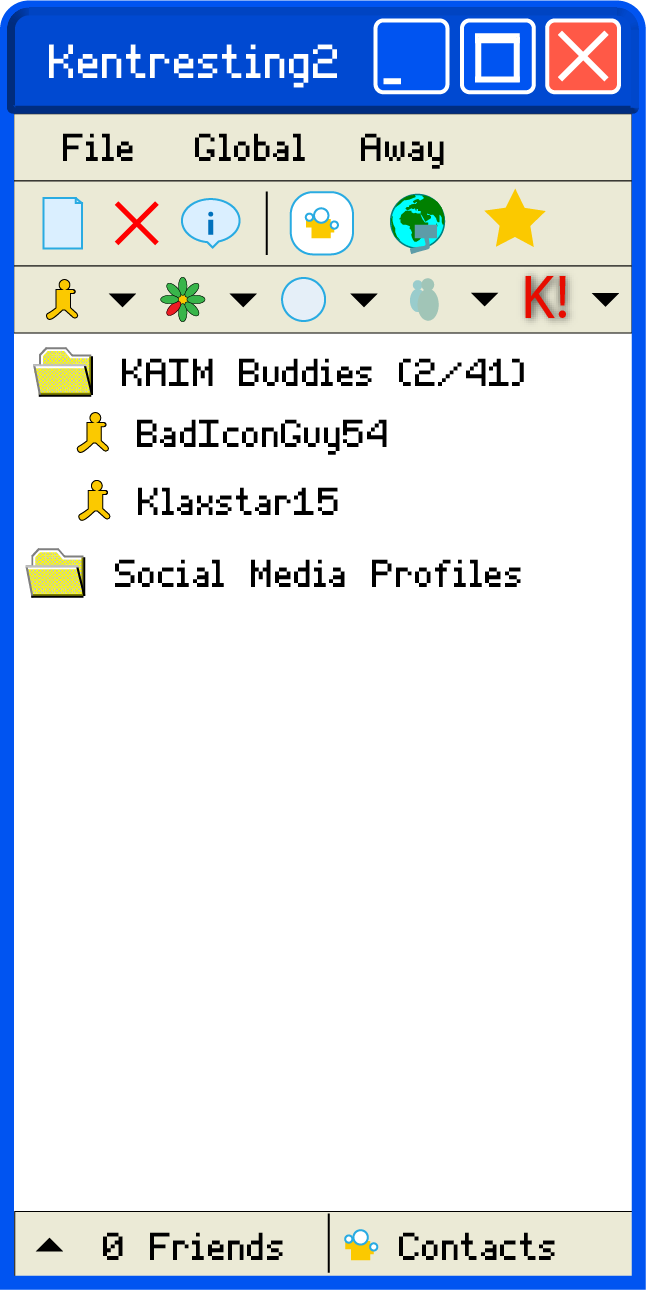 Kentresting2
File Global Away
i
K!
KAIM Buddies (2/41)
BadIconGuy54
Klaxstar15
Social Media Profiles
0 Friends Contacts